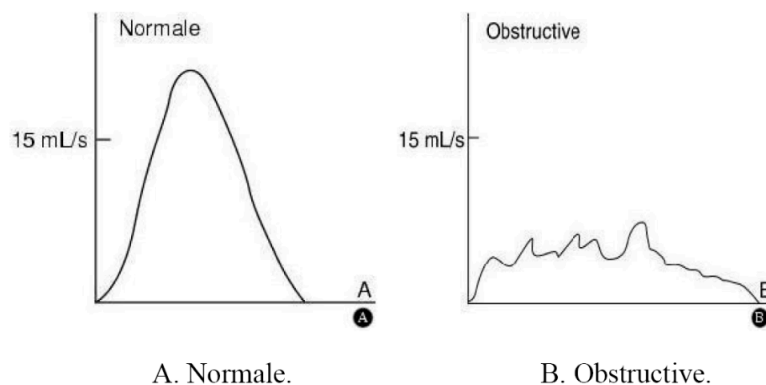 Normale
15 mL/s
A
A
A. Normale.
Obstructive
15 mL/s
B
B. Obstructive.